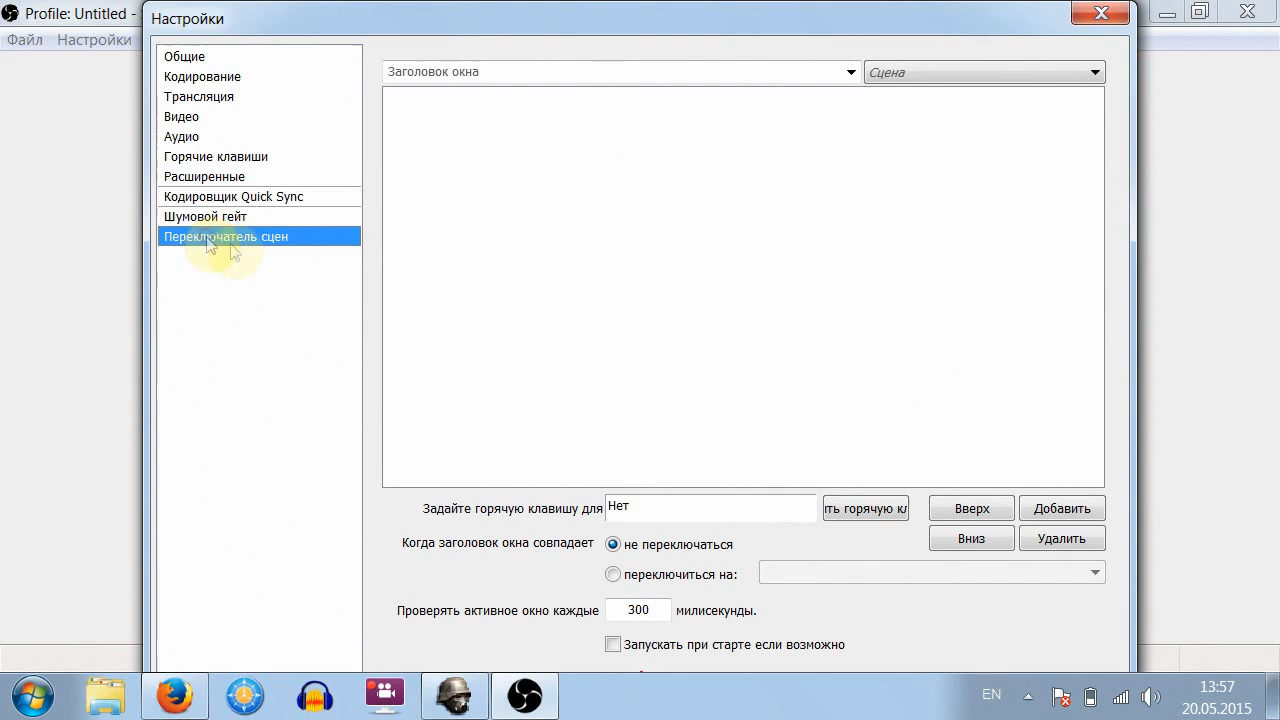 Profile: Untitled -
Настройки
Файл Настройки
Общие
Кодирование
Трансляция
Видео
Аудио
Горячие клавиши
Расширенные
Кодировщик Quick Sync
Шумовой гейт
Переключатель сцен
Заголовок окна
Сцена
Задайте горячую клавишу для
Нет
ть горячую кл
Вверх
Добавить
Когда заголовок окна совпадает
не переключаться
Вниз
Удалить
переключиться на:
Проверять активное окно каждые
300
милисекунды.
Запускать при старте если возможно
EN
13:57
20.05.2015